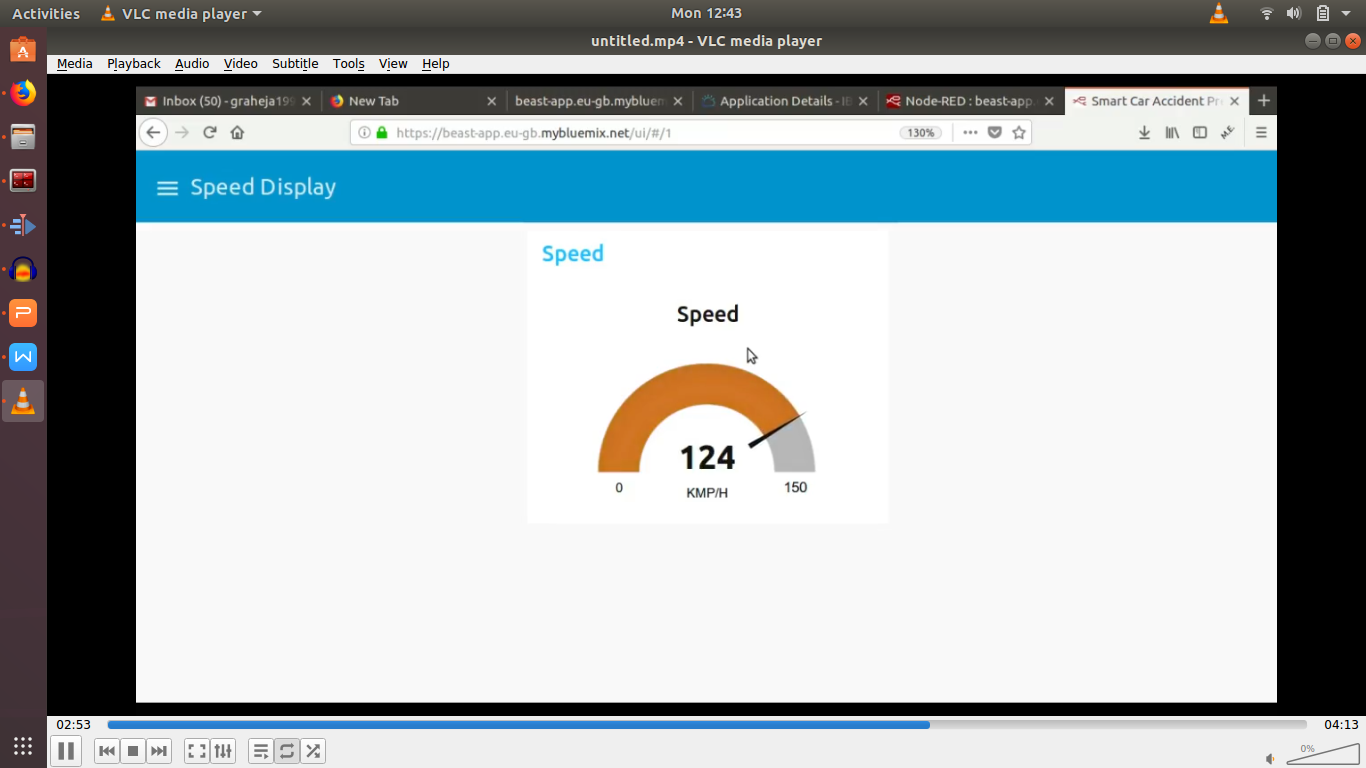 Activities VLC media player Mon 12:43
untitled.mp4 - VLC media player
Media Playback Audio Video Subtitle Tools View Help
Inbox (50) - graheja199 New Tab beast-app.eu-gb.mybluem Application Details - IB Node-RED : beast-app. Smart Car Accident Pr
https://beast-app.eu-gb.mybluemix.net/ui/#/1 130%
Speed Display
Speed
Speed
124
0 KMP/H 150
02:53 04:13
0%